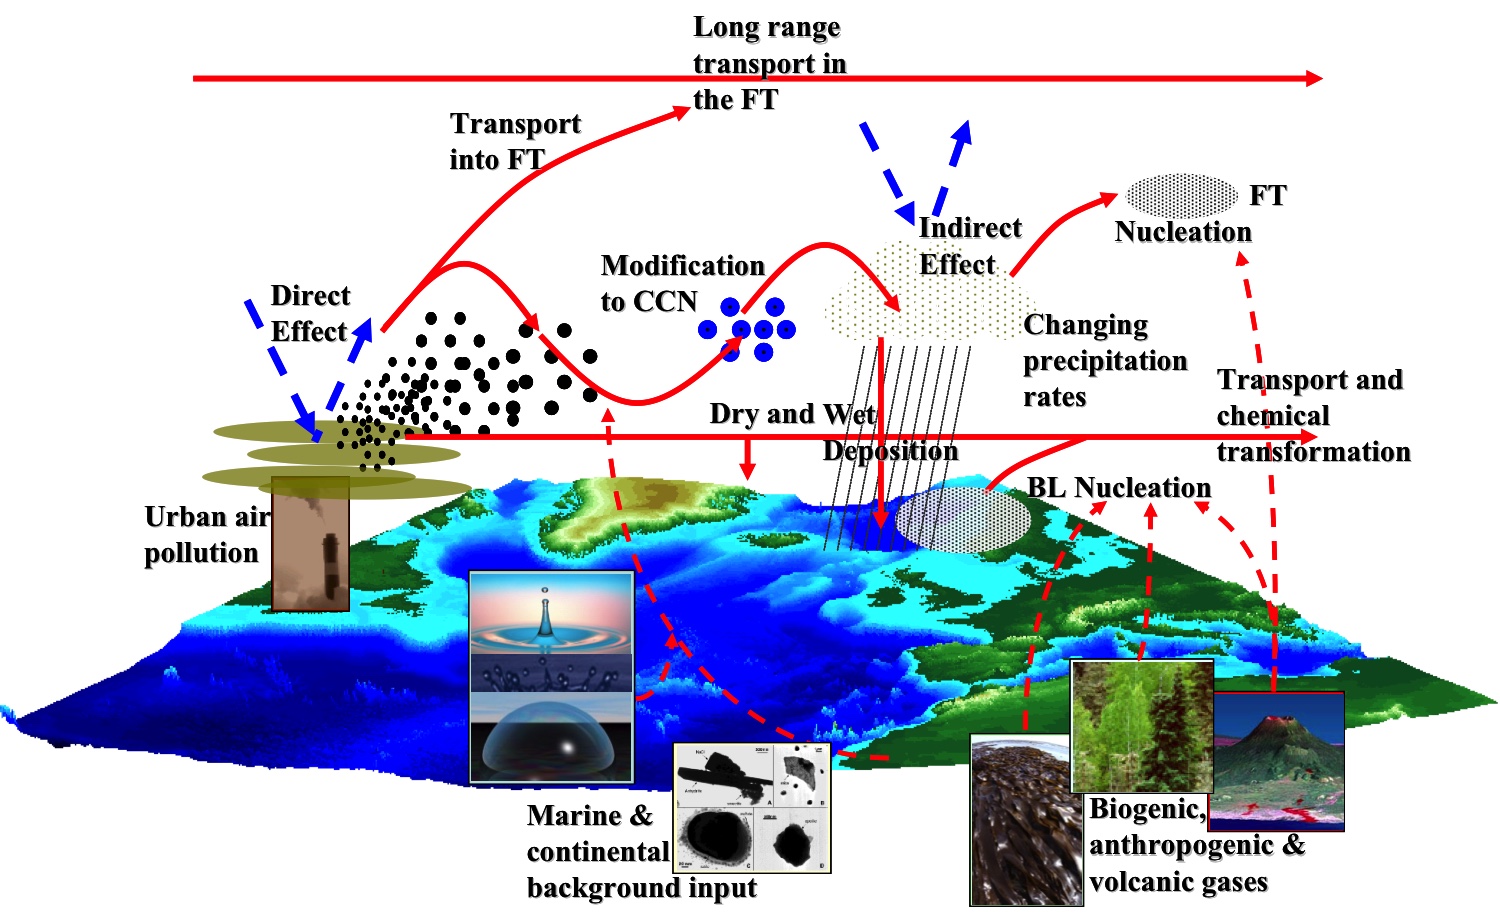 Long range
transport in
the FT
Transport
into FT
FT
Nucleation
Indirect
Effect
Modification
to CCN
Direct
Effect
Changing
precipitation
rates
Transport and
chemical
transformation
Dry and Wet
Deposition
BL Nucleation
Urban air
pollution
Marine &
continental
background input
NaCl
A
B
C
D
Biogenic,
anthropogenic &
volcanic gases